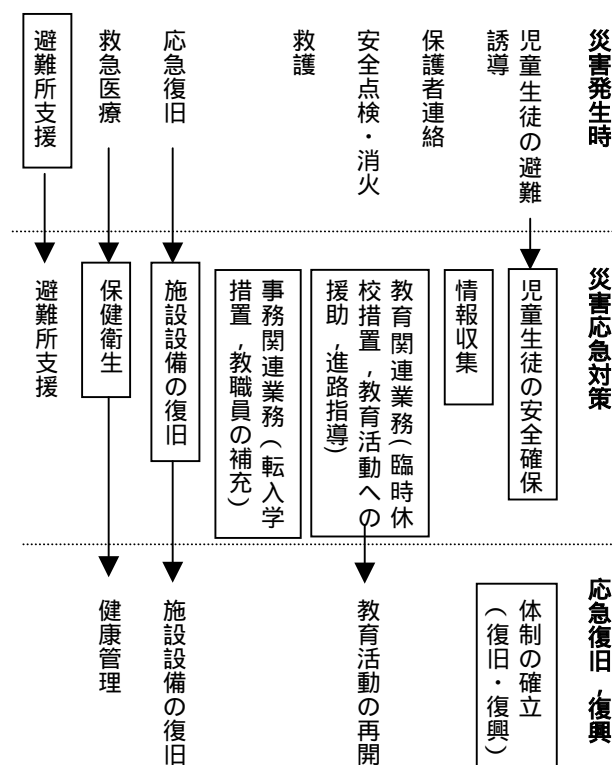 災害発生時
児童生徒の避難
誘導
保護者連絡
安全点検・消火
救護
応急復旧
救急医療
避難所支援
災害応急対策
児童生徒の安全確保
情報収集
教育関連業務(臨時休
校措置,教育活動への
援助,進路指導)
事務関連業務(転入学
措置,教職員の補充)
施設設備の復旧
保健衛生
避難所支援
応急復旧,復興
体制の確立
(復旧・復興)
教育活動の再開
施設設備の復旧
健康管理